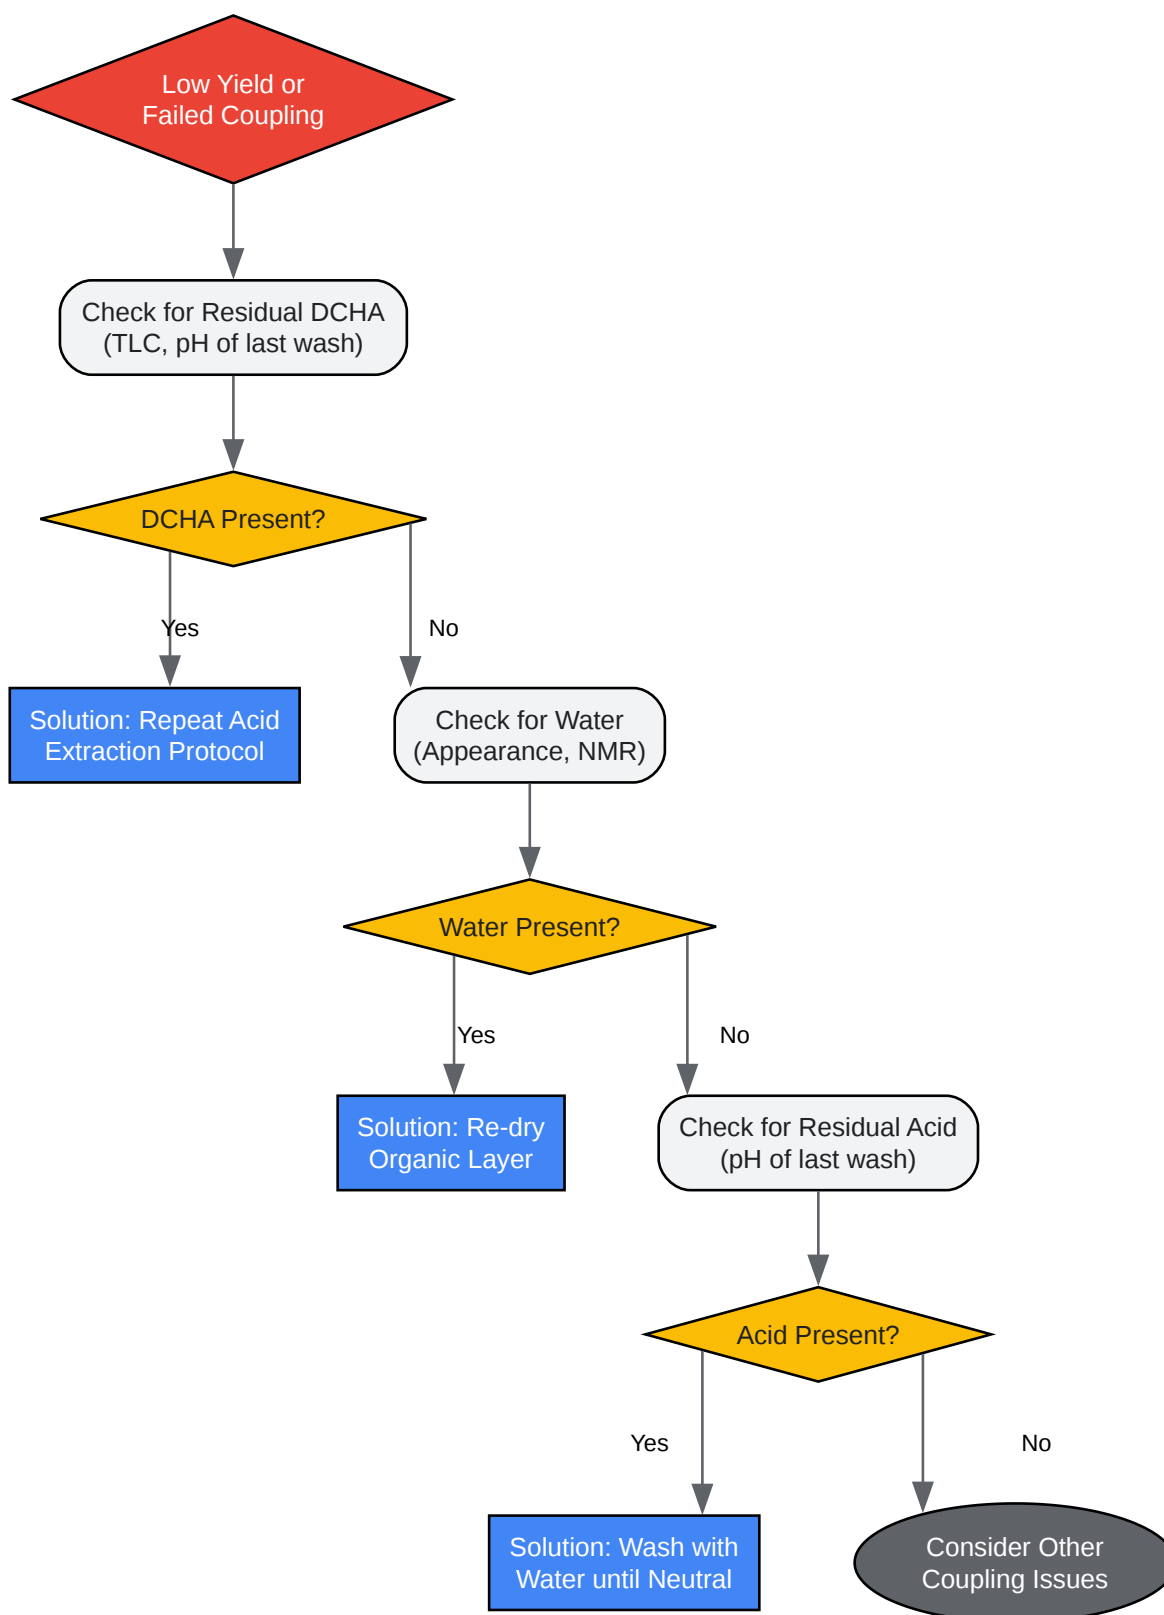 Low Yield or
Failed Coupling
Check for Residual DCHA
(TLC, pH of last wash)
DCHA Present?
Yes
No
Solution: Repeat Acid
Extraction Protocol
Check for Water
(Appearance, NMR)
Water Present?
Yes
No
Solution: Re-dry
Organic Layer
Check for Residual Acid
(pH of last wash)
Acid Present?
Yes
No
Solution: Wash with
Water until Neutral
Consider Other
Coupling Issues